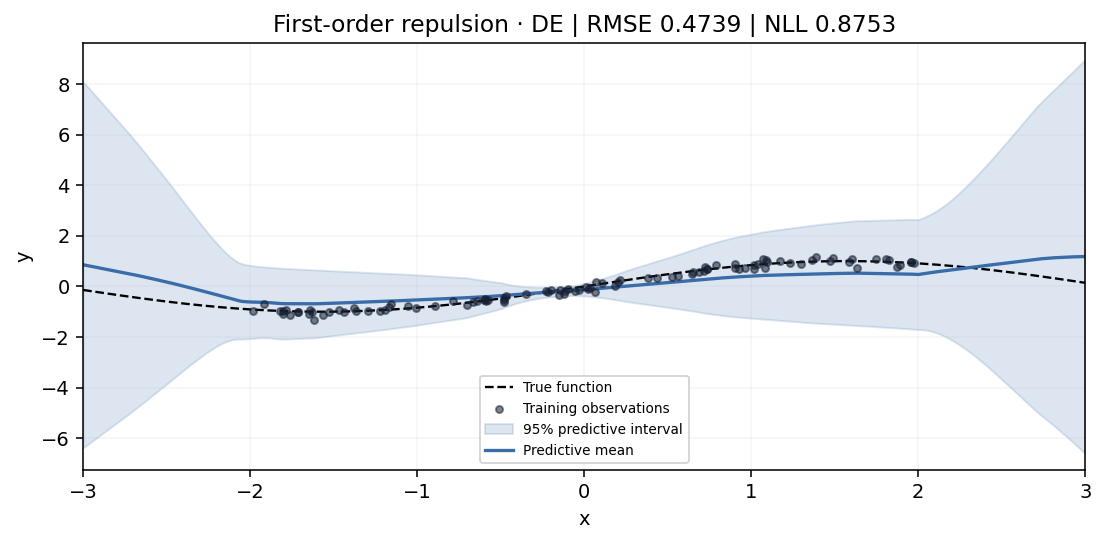 First-order repulsion · DE | RMSE 0.4739 | NLL 0.8753
y
8
6
4
2
0
−2
−4
−6
True function
Training observations
95% predictive interval
Predictive mean
−3 −2 −1 0 1 2 3
x